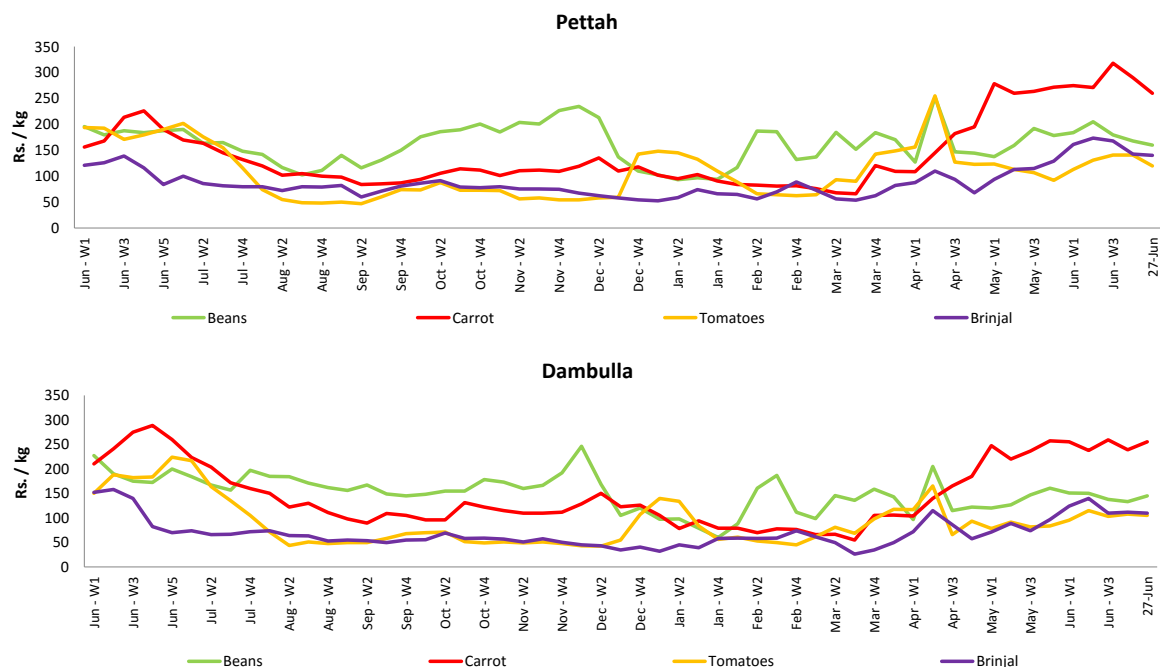 Pettah
350
300
250
200
150
100
50
0
Rs. / kg
Jun - W1
Jun - W3
Jun - W5
Jul - W2
Jul - W4
Aug - W2
Aug - W4
Sep - W2
Sep - W4
Oct - W2
Oct - W4
Nov - W2
Nov - W4
Dec - W2
Dec - W4
Jan - W2
Jan - W4
Feb - W2
Feb - W4
Mar - W2
Mar - W4
Apr - W1
Apr - W3
May - W1
May - W3
Jun - W1
Jun - W3
27-Jun
Beans Carrot Tomatoes Brinjal
Dambulla
350
300
250
200
150
100
50
0
Rs. / kg
Jun - W1
Jun - W3
Jun - W5
Jul - W2
Jul - W4
Aug - W2
Aug - W4
Sep - W2
Sep - W4
Oct - W2
Oct - W4
Nov - W2
Nov - W4
Dec - W2
Dec - W4
Jan - W2
Jan - W4
Feb - W2
Feb - W4
Mar - W2
Mar - W4
Apr - W1
Apr - W3
May - W1
May - W3
Jun - W1
Jun - W3
27-Jun
Beans Carrot Tomatoes Brinjal